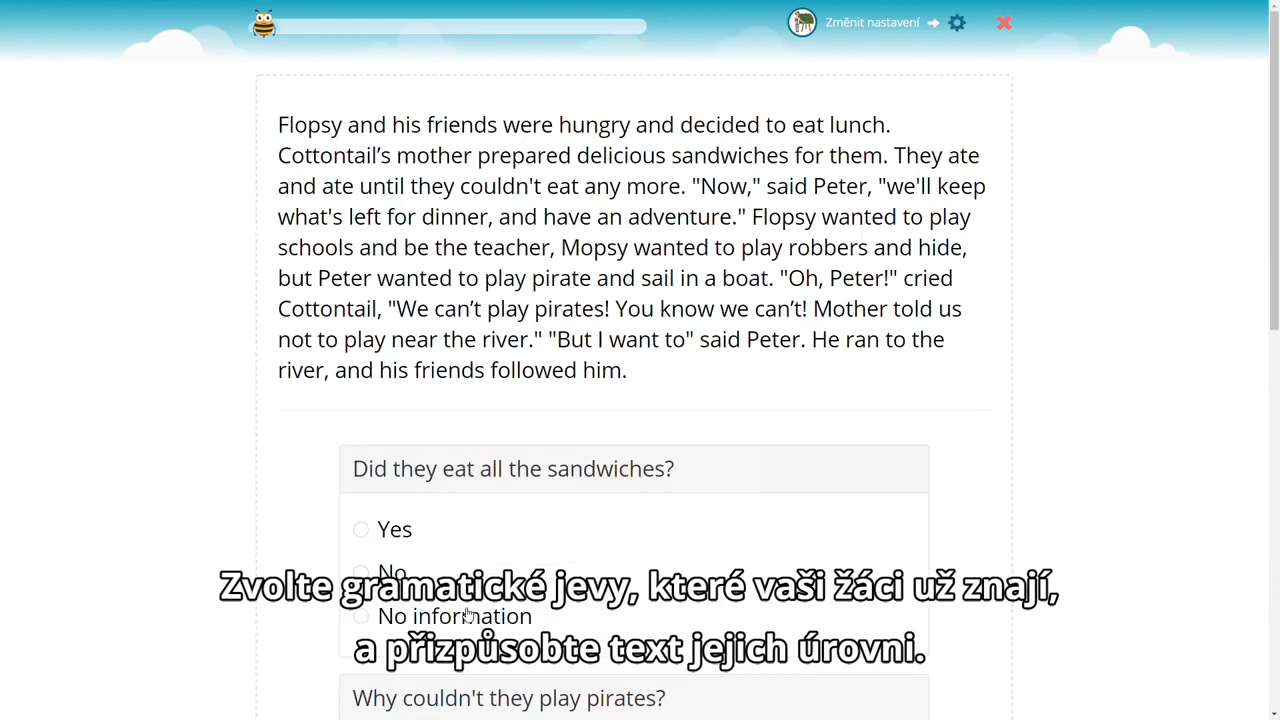 Změnit nastavení
Flopsy and his friends were hungry and decided to eat lunch.
Cottontail’s mother prepared delicious sandwiches for them. They ate
and ate until they couldn't eat any more. "Now," said Peter, "we'll keep
what's left for dinner, and have an adventure." Flopsy wanted to play
schools and be the teacher, Mopsy wanted to play robbers and hide,
but Peter wanted to play pirate and sail in a boat. "Oh, Peter!" cried
Cottontail, "We can’t play pirates! You know we can’t! Mother told us
not to play near the river." "But I want to" said Peter. He ran to the
river, and his friends followed him.
Did they eat all the sandwiches?
Yes
No
Zvolte gramatické jevy, které vaši žáci už znají,
No information
a přizpůsobte text jejich úrovni.
Why couldn't they play pirates?